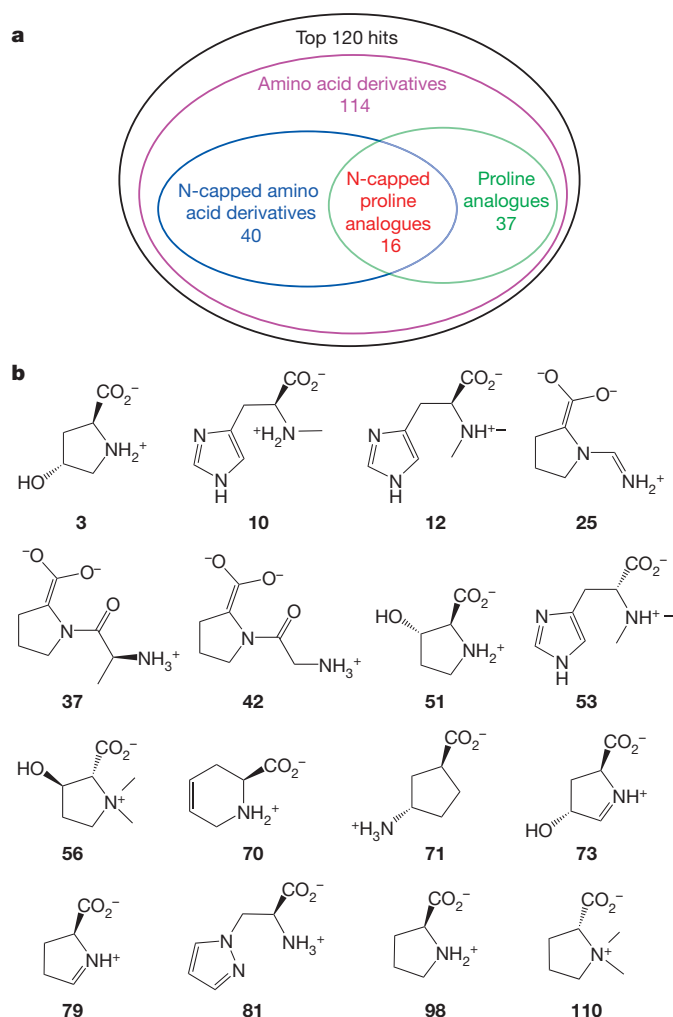 a
Top 120 hits
Amino acid derivatives
114
N-capped amino
acid derivatives
40
N-capped
proline
analogues
16
Proline
analogues
37
b
CO₂⁻
NH₂⁺
HO
3
CO₂⁻
⁺H₂N
N
NH
10
CO₂⁻
NH⁺
N
NH
12
⁻O
O⁻
N
NH₂⁺
25
⁻O
O⁻
O
N
NH₃⁺
37
⁻O
O⁻
O
N
NH₃⁺
42
HO
CO₂⁻
NH₂⁺
51
CO₂⁻
NH⁺
N
NH
53
HO
CO₂⁻
N⁺
56
CO₂⁻
NH₂⁺
70
CO₂⁻
⁺H₃N
71
CO₂⁻
NH⁺
HO
73
CO₂⁻
NH⁺
79
CO₂⁻
N
N
NH₃⁺
81
CO₂⁻
NH₂⁺
98
CO₂⁻
N⁺
110